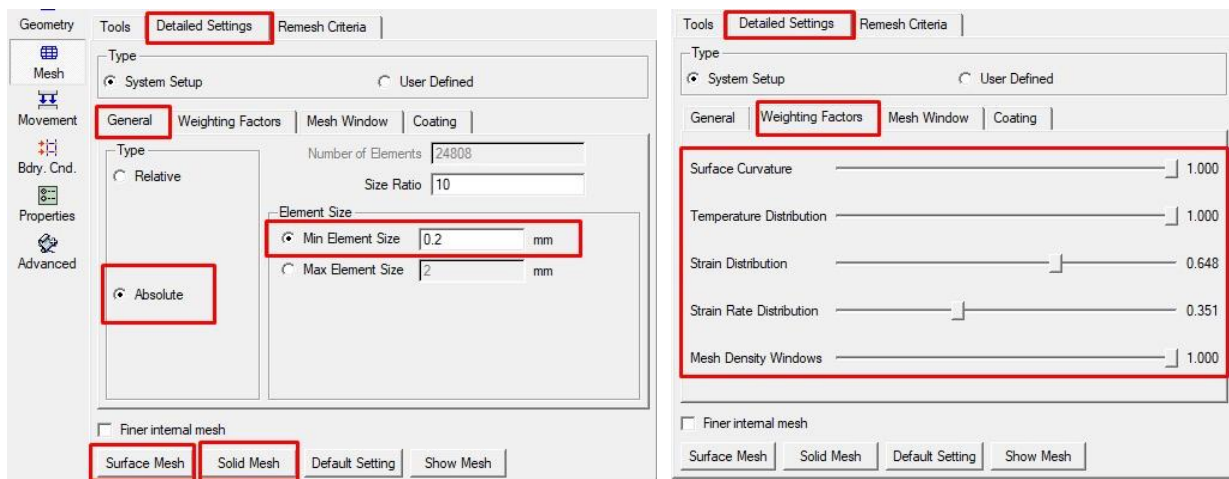 Geometry
Mesh
Movement
Bdry. Cnd.
Properties
Advanced
Tools Detailed Settings Remesh Criteria
Type
System Setup User Defined
General Weighting Factors Mesh Window Coating
Type
Relative
Absolute
Number of Elements 24808
Size Ratio 10
Element Size
Min Element Size 0.2 mm
Max Element Size 2 mm
Finer internal mesh
Surface Mesh Solid Mesh Default Setting Show Mesh
Tools Detailed Settings Remesh Criteria
Type
System Setup User Defined
General Weighting Factors Mesh Window Coating
Surface Curvature 1.000
Temperature Distribution 1.000
Strain Distribution 0.648
Strain Rate Distribution 0.351
Mesh Density Windows 1.000
Finer internal mesh
Surface Mesh Solid Mesh Default Setting Show Mesh